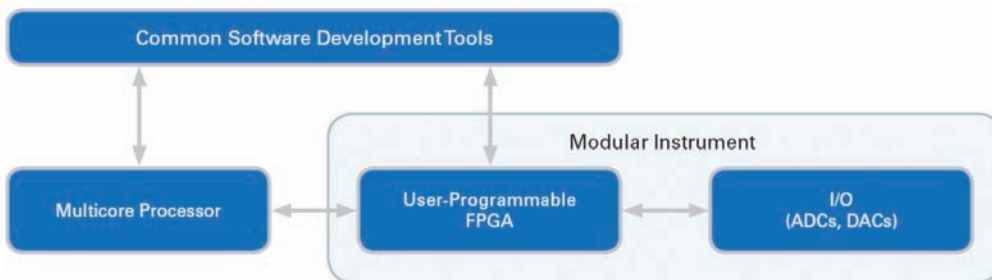 Common Software Development Tools
Modular Instrument
Multicore Processor
User-Programmable
FPGA
I/O
(ADCs, DACs)